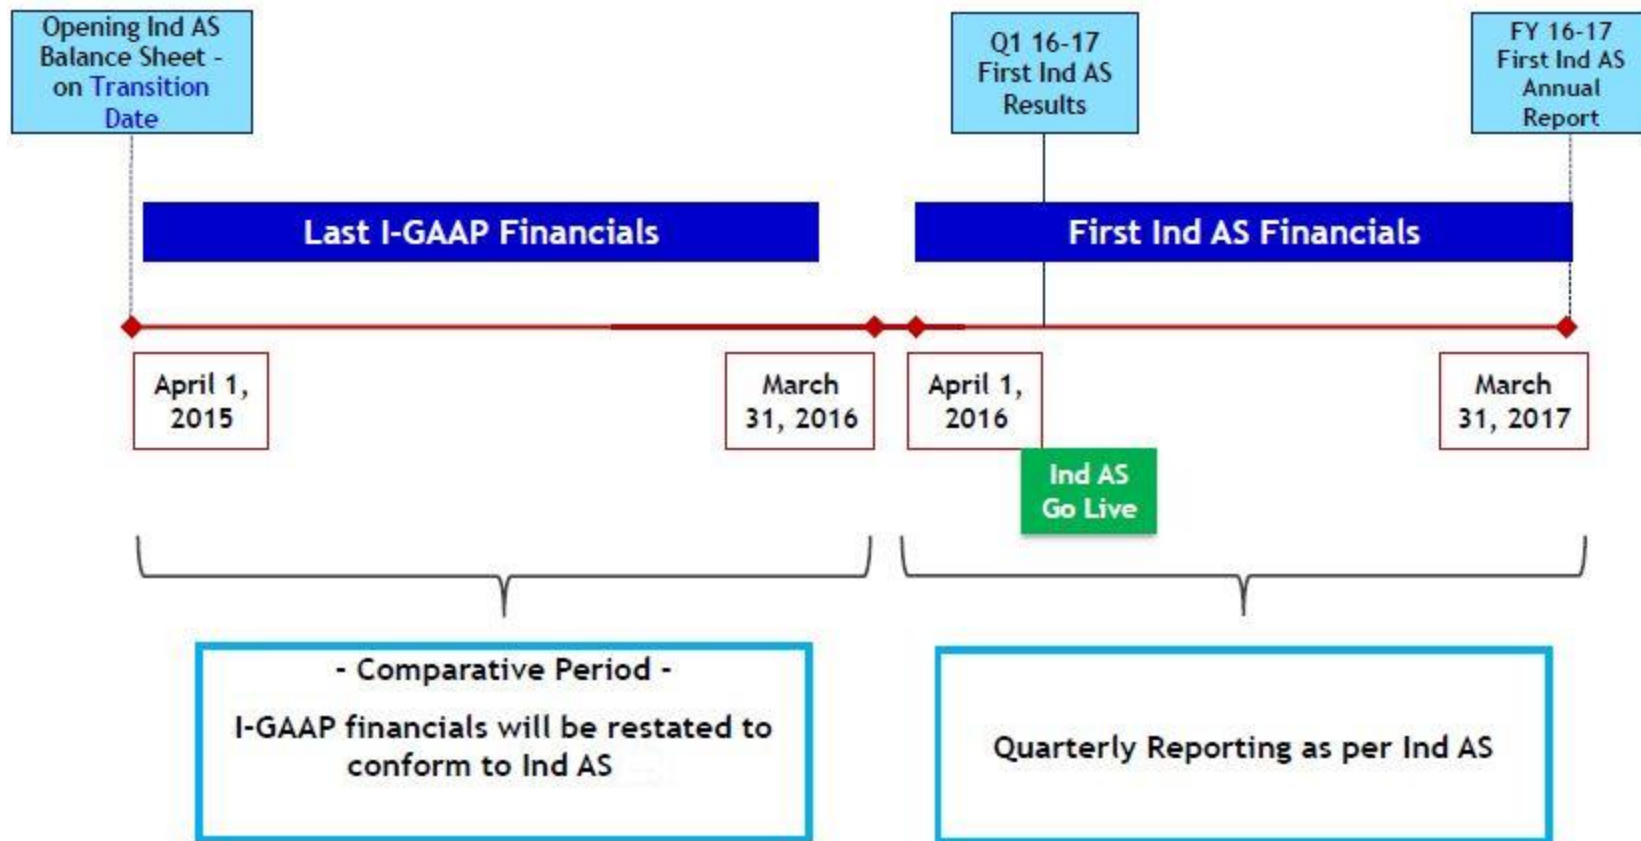 Opening Ind AS
Balance Sheet -
on Transition
Date
Q1 16-17
First Ind AS
Results
FY 16-17
First Ind AS
Annual
Report
Last I-GAAP Financials
First Ind AS Financials
April 1,
2015
March
31, 2016
April 1,
2016
March
31, 2017
Ind AS
Go Live
- Comparative Period -
I-GAAP financials will be restated to
conform to Ind AS
Quarterly Reporting as per Ind AS